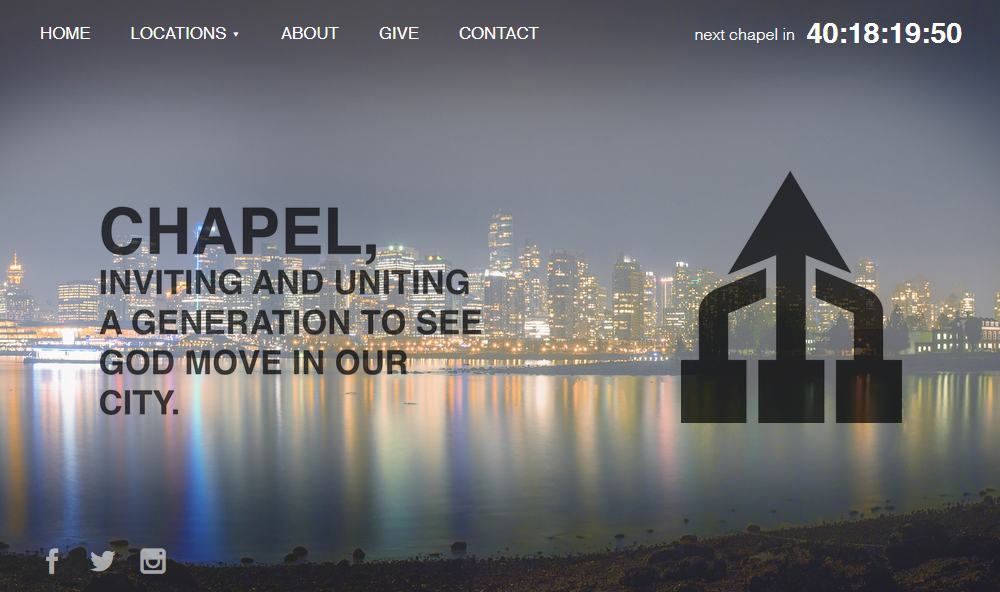 HOME LOCATIONS ▼ ABOUT GIVE CONTACT next chapel in 40:18:19:50
CHAPEL,
INVITING AND UNITING
A GENERATION TO SEE
GOD MOVE IN OUR
CITY.